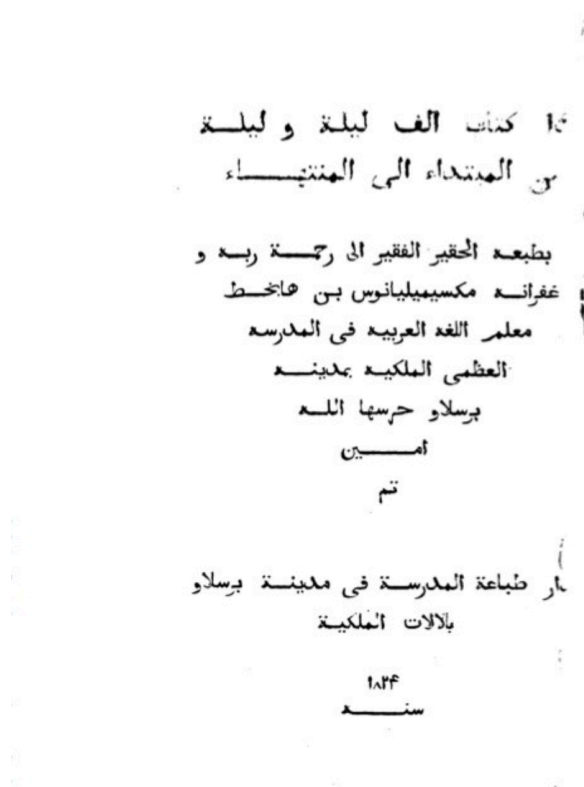 كتاب الف ليلة و ليلة
من المبتداء الى المنتهاء
بطبعه الحقير الفقير الى رحمة ربه و
غفرانه مكسيميليانوس بن هابخط
معلم اللغه العربيه فى المدرسه
العظمى الملكيه بمدينه
برسلاو حرسها الله
امين
تم
دار طباعة المدرسة فى مدينة برسلاو
بالالات الملكية
١٨٢۴
سنه